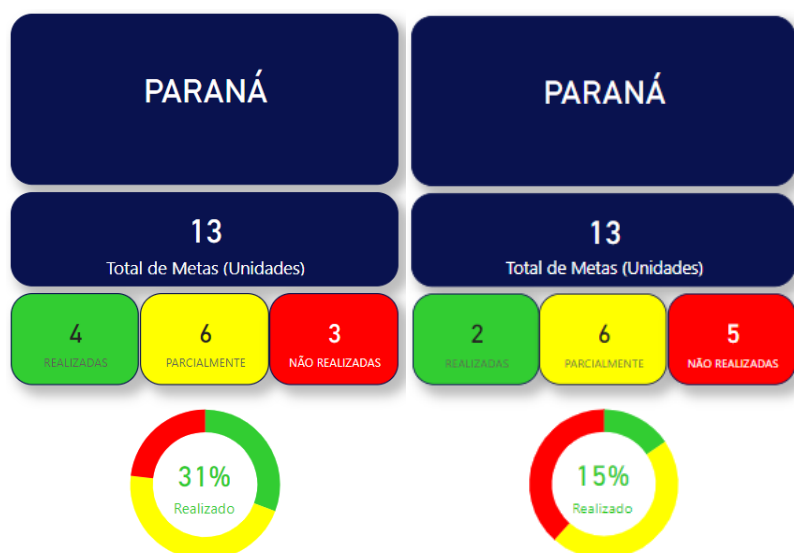 PARANÁ
13
Total de Metas (Unidades)
4
REALIZADAS
6
PARCIALMENTE
3
NÃO REALIZADAS
31%
Realizado
PARANÁ
13
Total de Metas (Unidades)
2
REALIZADAS
6
PARCIALMENTE
5
NÃO REALIZADAS
15%
Realizado